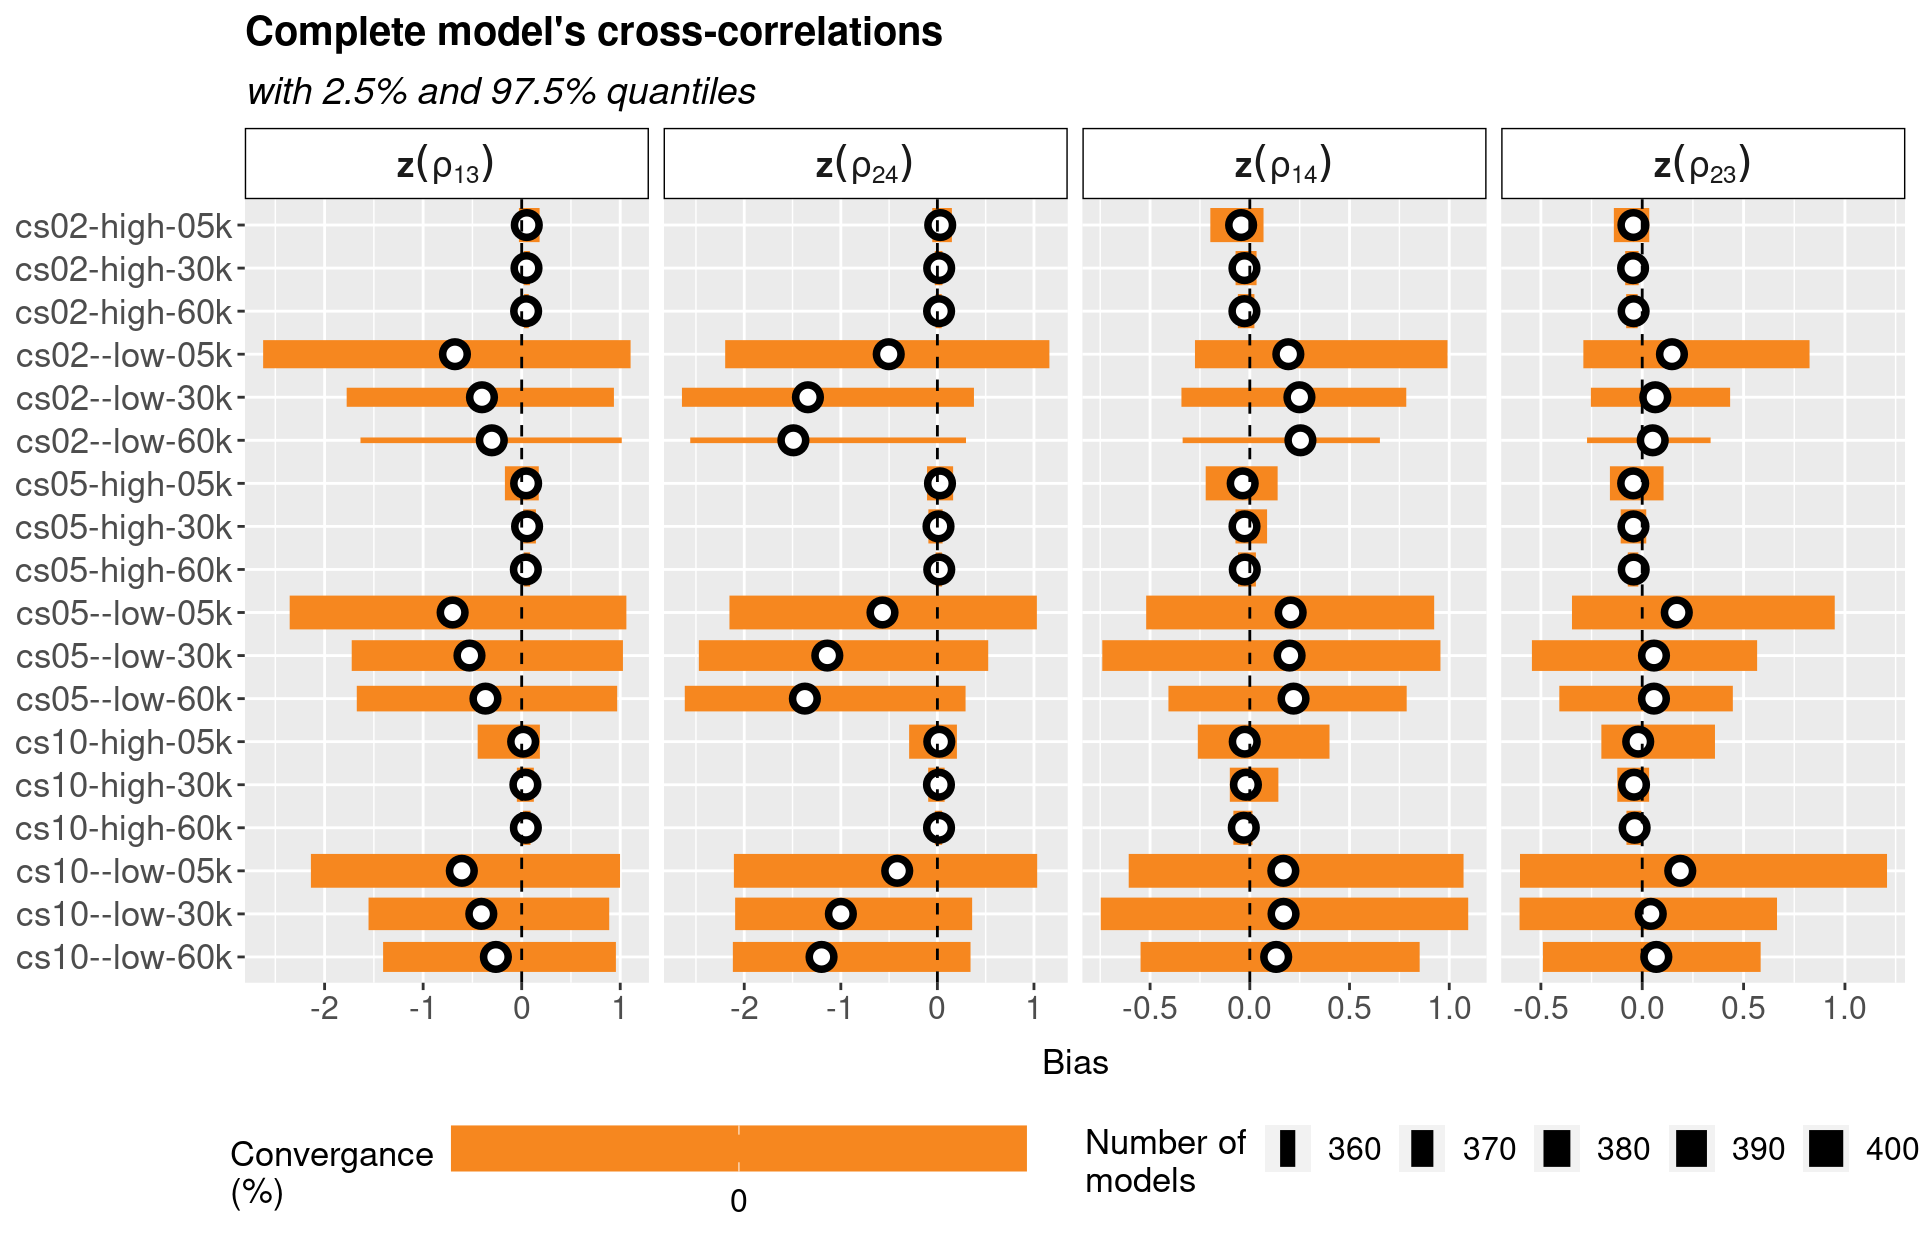 Complete model's cross-correlations
with 2.5% and 97.5% quantiles
z(ρ13) z(ρ24) z(ρ14) z(ρ23)
cs02-high-05k
cs02-high-30k
cs02-high-60k
cs02--low-05k
cs02--low-30k
cs02--low-60k
cs05-high-05k
cs05-high-30k
cs05-high-60k
cs05--low-05k
cs05--low-30k
cs05--low-60k
cs10-high-05k
cs10-high-30k
cs10-high-60k
cs10--low-05k
cs10--low-30k
cs10--low-60k
-2 -1 0 1 -2 -1 0 1 -0.5 0.0 0.5 1.0 -0.5 0.0 0.5 1.0
Bias
Convergance
(%)
0
Number of
models
360 370 380 390 400